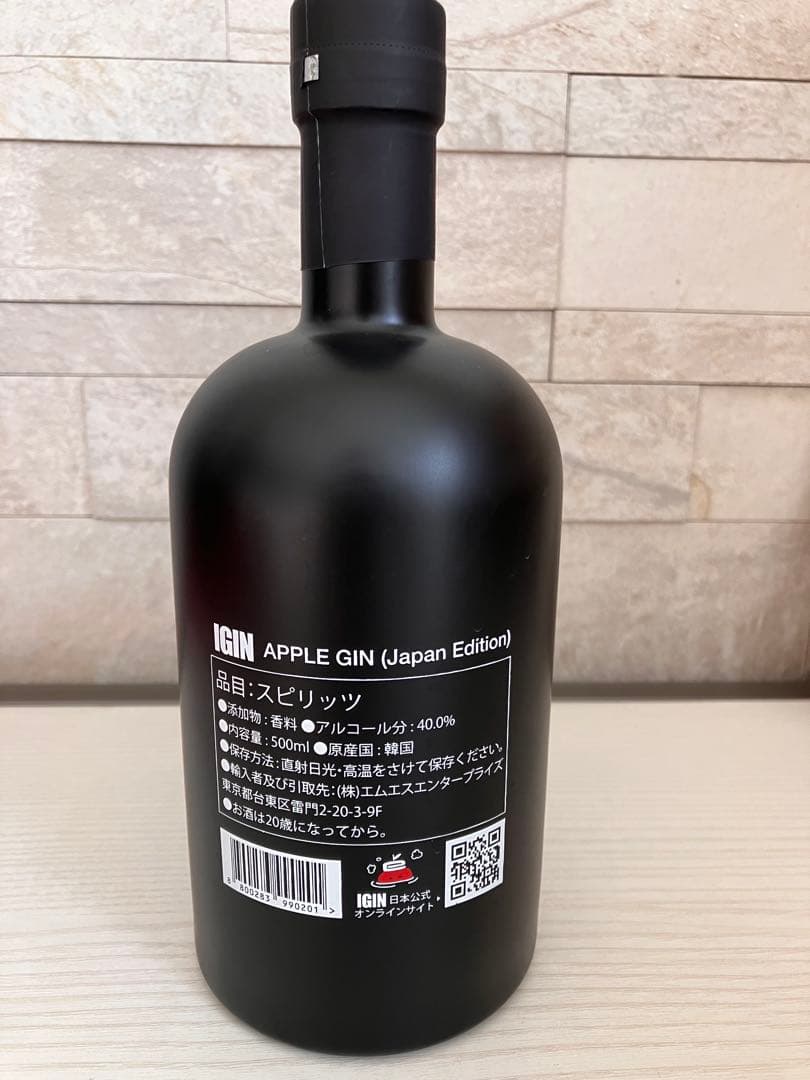 IGIN APPLE GIN (Japan Edition)
品目:スピリッツ
●添加物:香料 ●アルコール分:40.0%
●内容量:500ml ●原産国:韓国
●保存方法:直射日光・高温をさけて保存ください。
●輸入者及び引取先:(株)エムエスエンタープライズ
東京都台東区雷門2-20-3-9F
●お酒は20歳になってから。
8 800283 990201 >
IGIN 日本公式
オンラインサイト